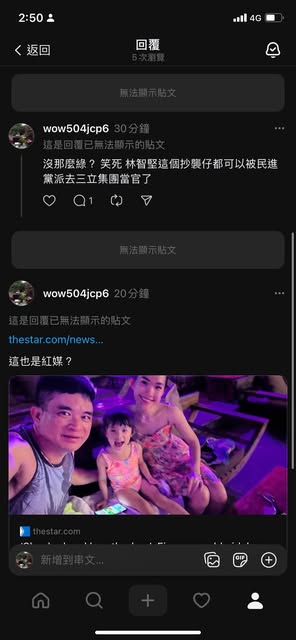 2:50
4G
返回
回覆
5 次瀏覽
無法顯示貼文
wow504jcp6 30分鐘
這是回覆已無法顯示的貼文
沒那麼綠？ 笑死 林智堅這個抄襲仔都可以被民進
黨派去三立集團當官了
1
無法顯示貼文
wow504jcp6 20分鐘
這是回覆已無法顯示的貼文
thestar.com/news...
這也是紅媒？
thestar.com
新增到串文...
GIF